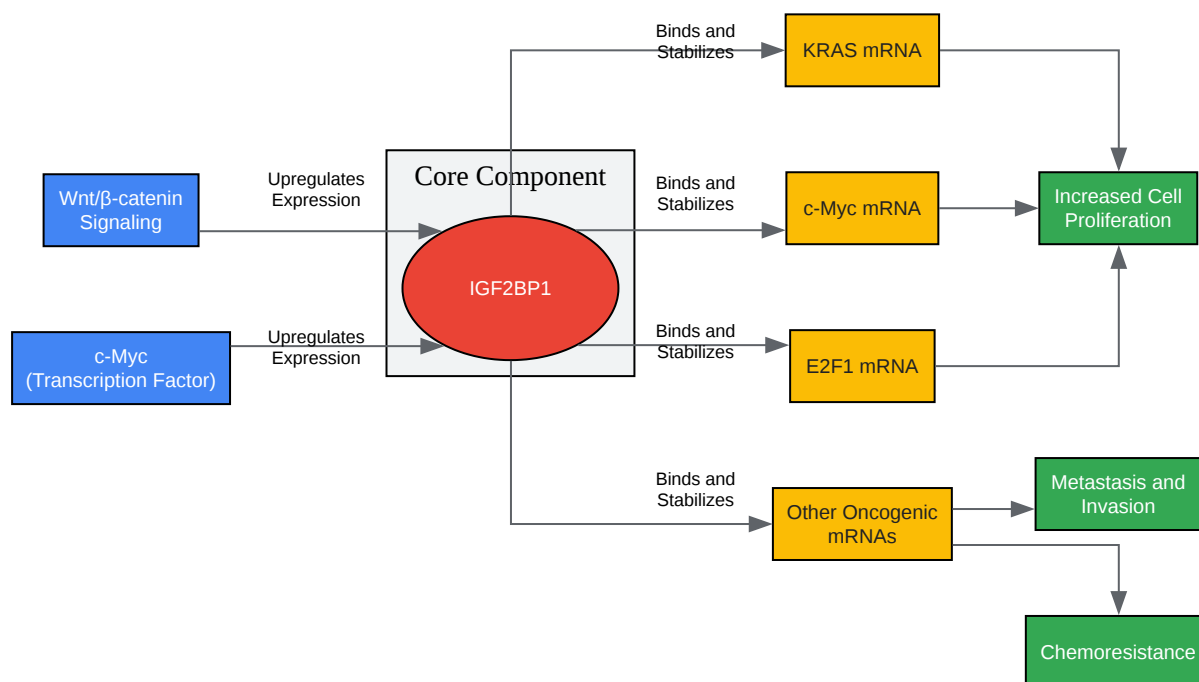 Binds and
Stabilizes
KRAS mRNA
Core Component
Wnt/β-catenin
Signaling
Upregulates
Expression
Binds and
Stabilizes
c-Myc mRNA
Increased Cell
Proliferation
IGF2BP1
c-Myc
(Transcription Factor)
Upregulates
Expression
Binds and
Stabilizes
E2F1 mRNA
Binds and
Stabilizes
Other Oncogenic
mRNAs
Metastasis and
Invasion
Chemoresistance